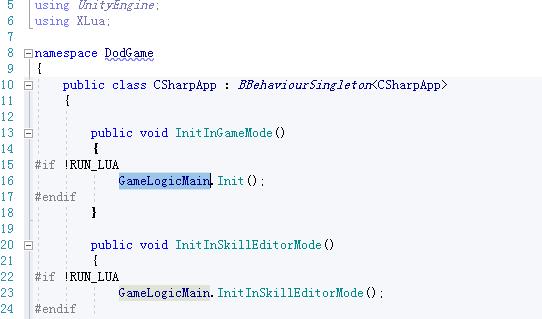 5 using UnityEngine;
6 using XLua;
7
8 namespace DodGame
9 {
10 public class CSharpApp : BBehaviourSingleton<CSharpApp>
11 {
12
13 public void InitInGameMode()
14 {
15 #if !RUN_LUA
16 GameLogicMain.Init();
17 #endif
18 }
19
20 public void InitInSkillEditorMode()
21 {
22 #if !RUN_LUA
23 GameLogicMain.InitInSkillEditorMode();
24 #endif